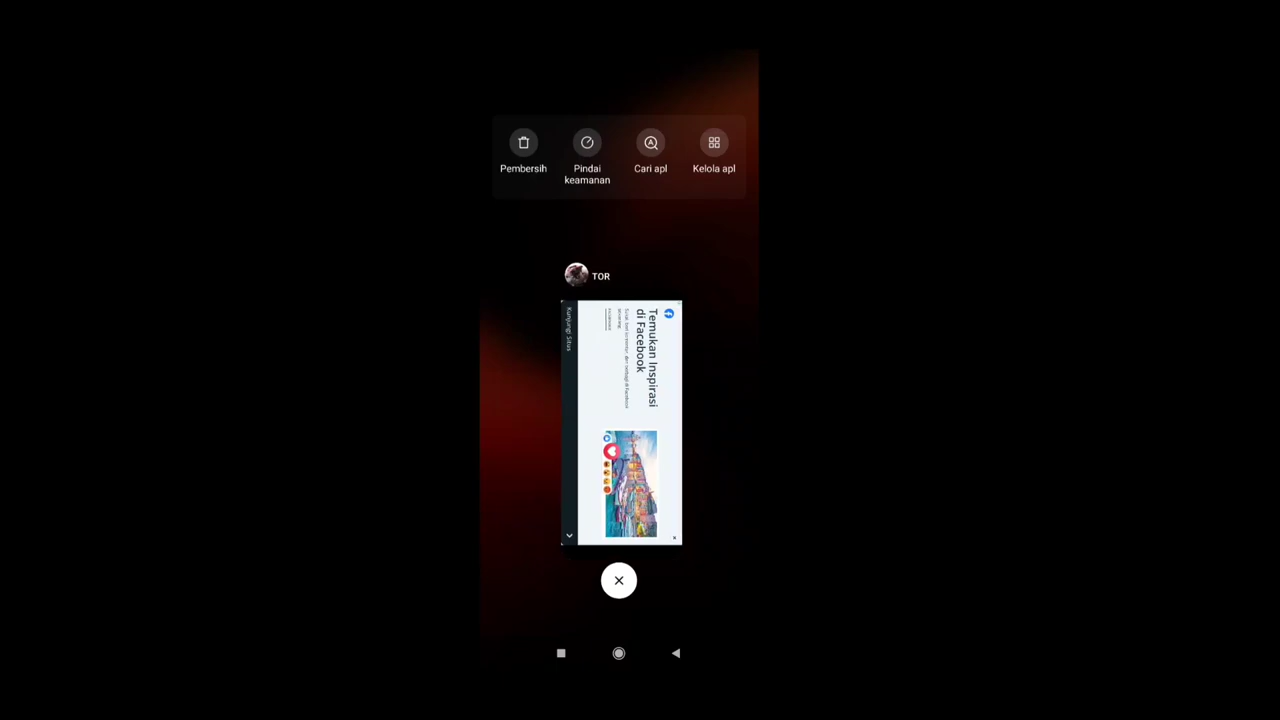 Pembersih
Pindai
keamanan
Cari apl
Kelola apl
TOR
Temukan Inspirasi
di Facebook
Kunjungi Situs